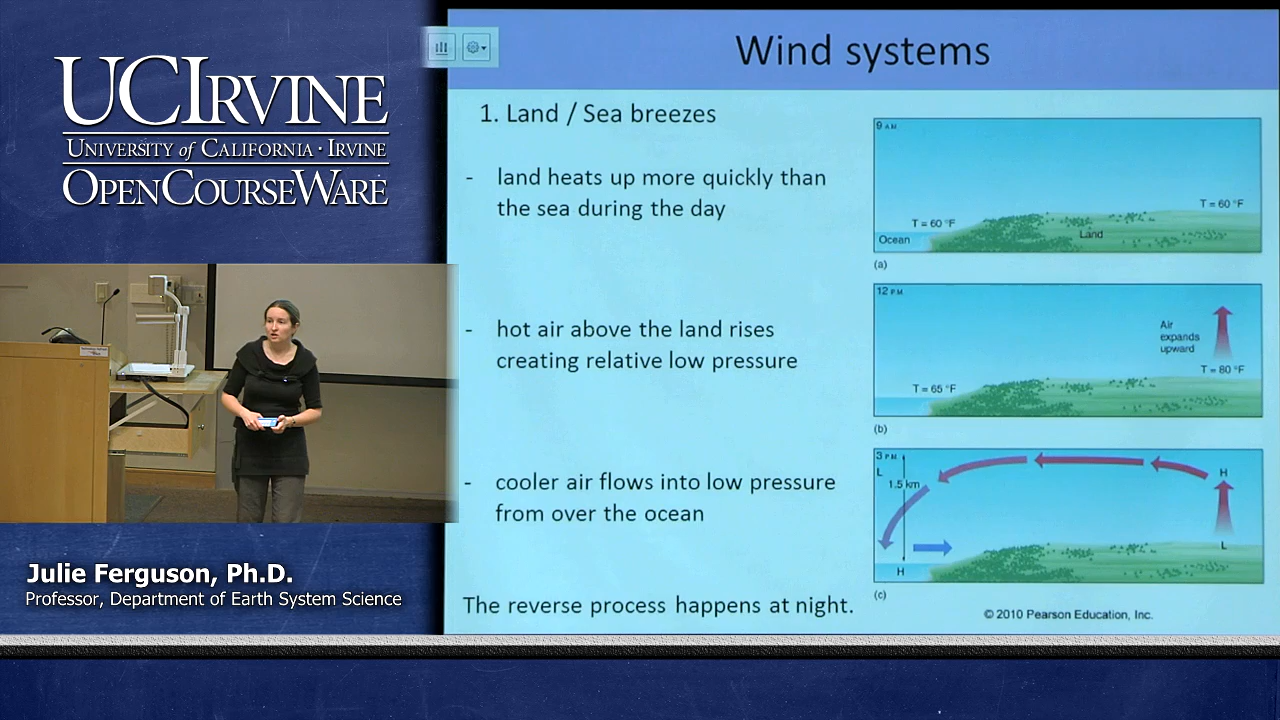 UCIRVINE
UNIVERSITY of CALIFORNIA · IRVINE
OPENCOURSEWARE
Julie Ferguson, Ph.D.
Professor, Department of Earth System Science
Wind systems
1. Land / Sea breezes
- land heats up more quickly than
the sea during the day
- hot air above the land rises
creating relative low pressure
- cooler air flows into low pressure
from over the ocean
The reverse process happens at night.
9 A.M.
T = 60 °F
T = 60 °F
Ocean
Land
(a)
12 P.M.
Air
expands
upward
T = 80 °F
T = 65 °F
(b)
3 P.M.
L
H
1.5 km
L
H
(c)
© 2010 Pearson Education, Inc.